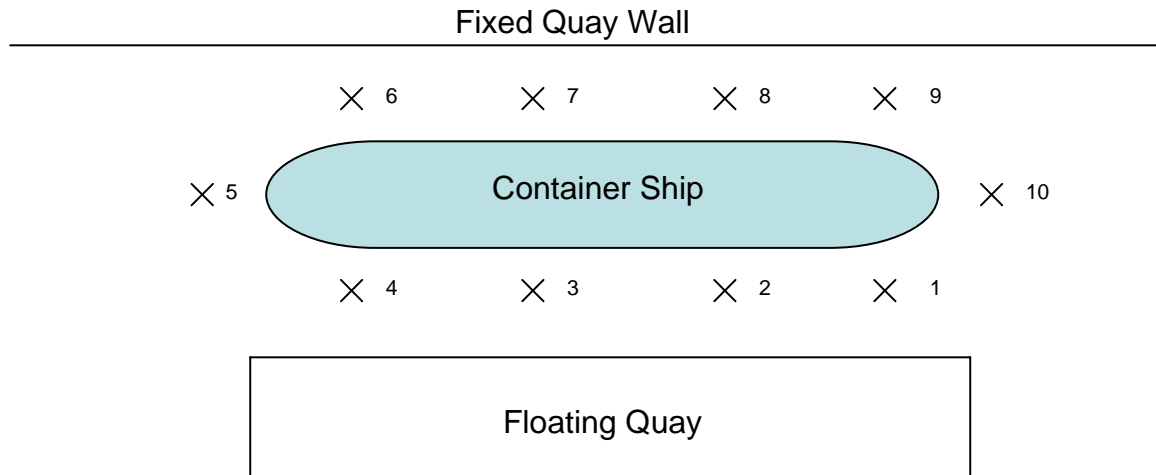 Fixed Quay Wall
6 7 8 9
Container Ship
5 10
4 3 2 1
Floating Quay